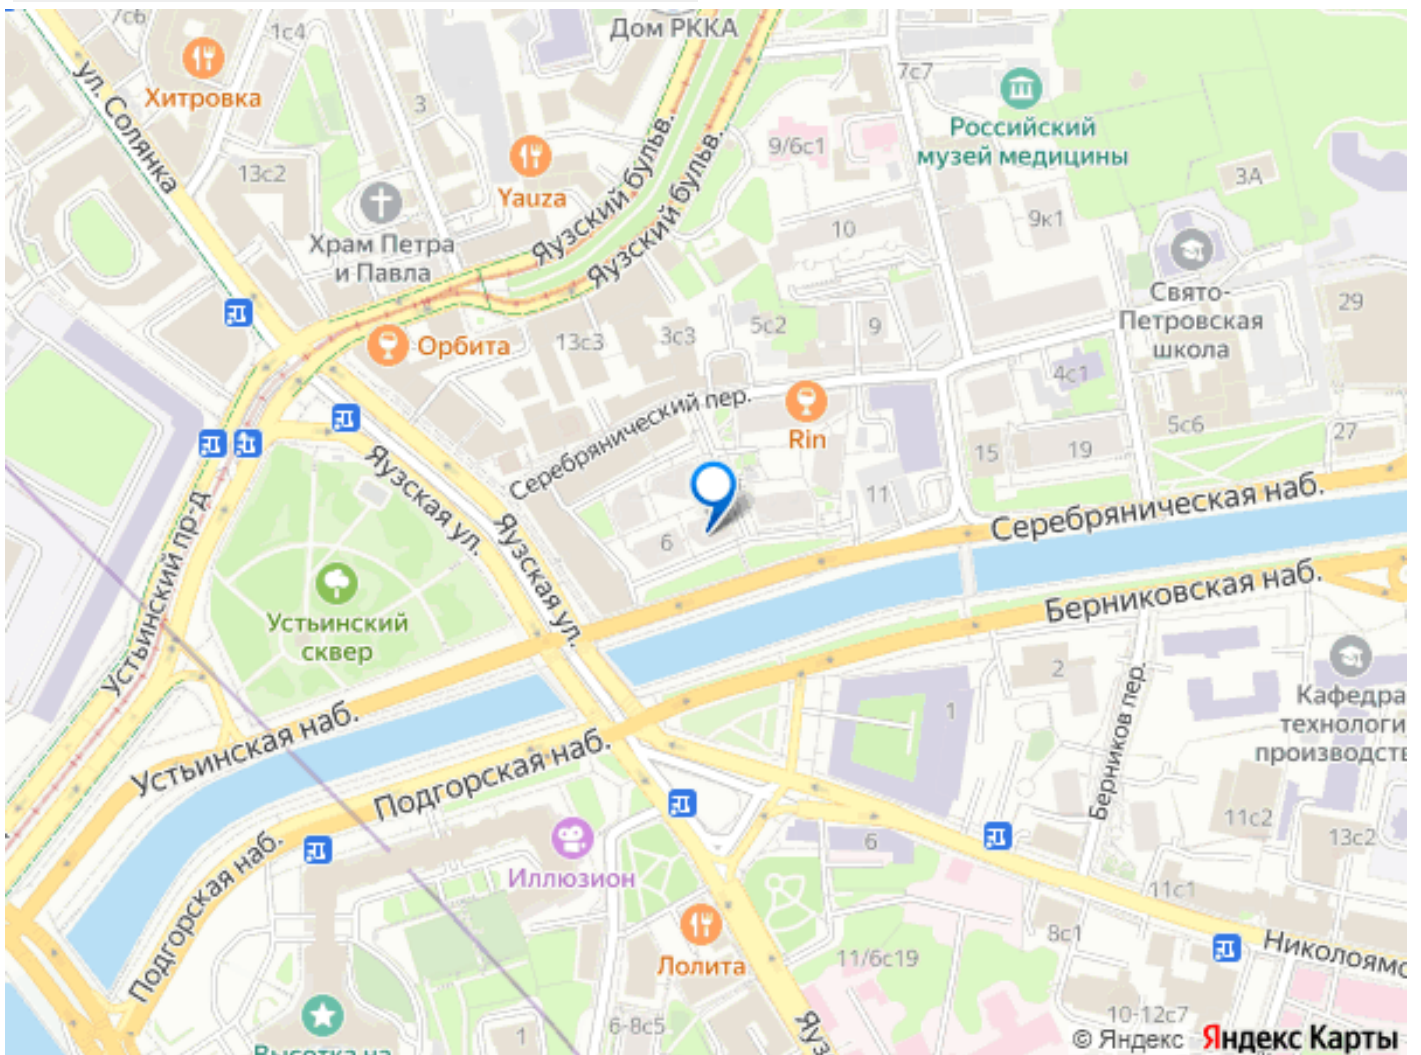 7с6
1с4
Дом РККА
ул. Солянка
Хитровка
3
7с7
Российский
музей медицины
9/6с1
Yauza
13с2
3А
Храм Петра
и Павла
Яузский бульв.
Яузский бульв.
10
9к1
Свято-
Петровская
школа
29
Орбита
13с3
3с3
5с2
9
4с1
Серебрянический пер.
Rin
5с6
27
15
19
11
Яузская ул.
Яузская ул.
6
Серебряническая наб.
Берниковская наб.
Устьинский пр-д
Устьинский
сквер
2
Кафедра
технологи
производств
1
Берников пер.
Устьинская наб.
Подгорская наб.
Подгорская наб.
11с2
13с2
6
Иллюзион
11с1
Лолита
8с1
11/6с19
Николоямс
10-12с7
6-8с5
1
Яуз
Высотка на
© Яндекс Яндекс Карты